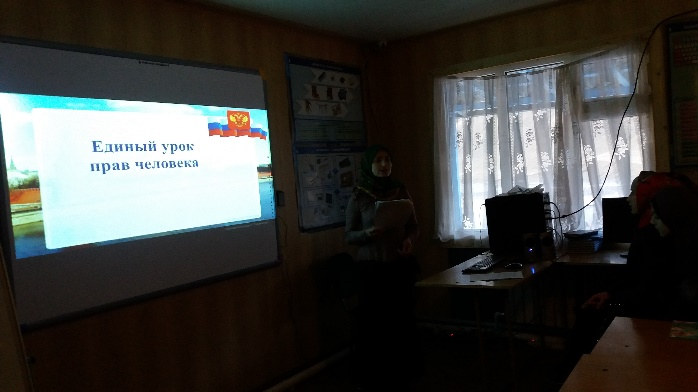 Единый урок
прав человека